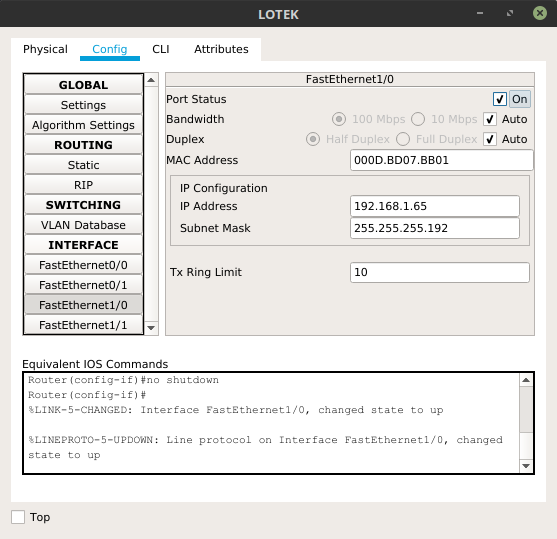 LOTEK
Physical Config CLI Attributes
GLOBAL
Settings
Algorithm Settings
ROUTING
Static
RIP
SWITCHING
VLAN Database
INTERFACE
FastEthernet0/0
FastEthernet0/1
FastEthernet1/0
FastEthernet1/1
FastEthernet1/0
Port Status On
Bandwidth 100 Mbps 10 Mbps Auto
Duplex Half Duplex Full Duplex Auto
MAC Address 000D.BD07.BB01
IP Configuration
IP Address 192.168.1.65
Subnet Mask 255.255.255.192
Tx Ring Limit 10
Equivalent IOS Commands
Router(config-if)#no shutdown
Router(config-if)#
%LINK-5-CHANGED: Interface FastEthernet1/0, changed state to up
%LINEPROTO-5-UPDOWN: Line protocol on Interface FastEthernet1/0, changed
state to up
Top